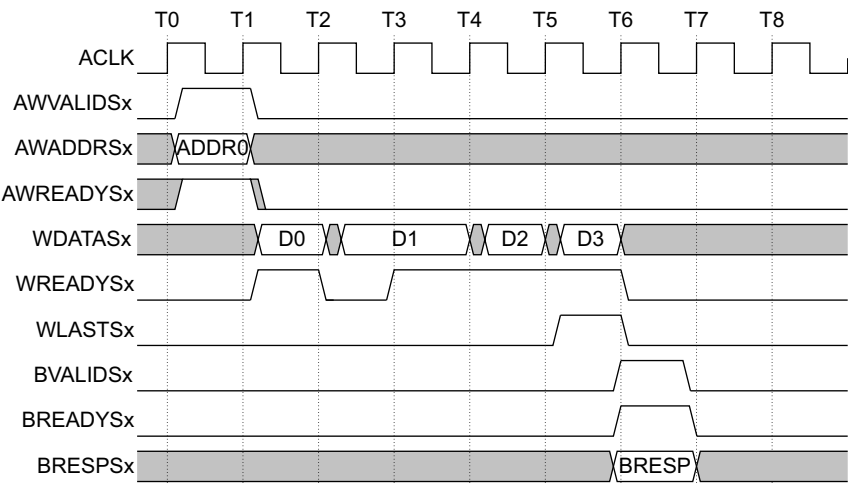 T0 T1 T2 T3 T4 T5 T6 T7 T8
ACLK
AWVALIDSx
AWADDRSx ADDR0
AWREADYSx
WDATASx D0 D1 D2 D3
WREADYSx
WLASTSx
BVALIDSx
BREADYSx
BRESPSx BRESP